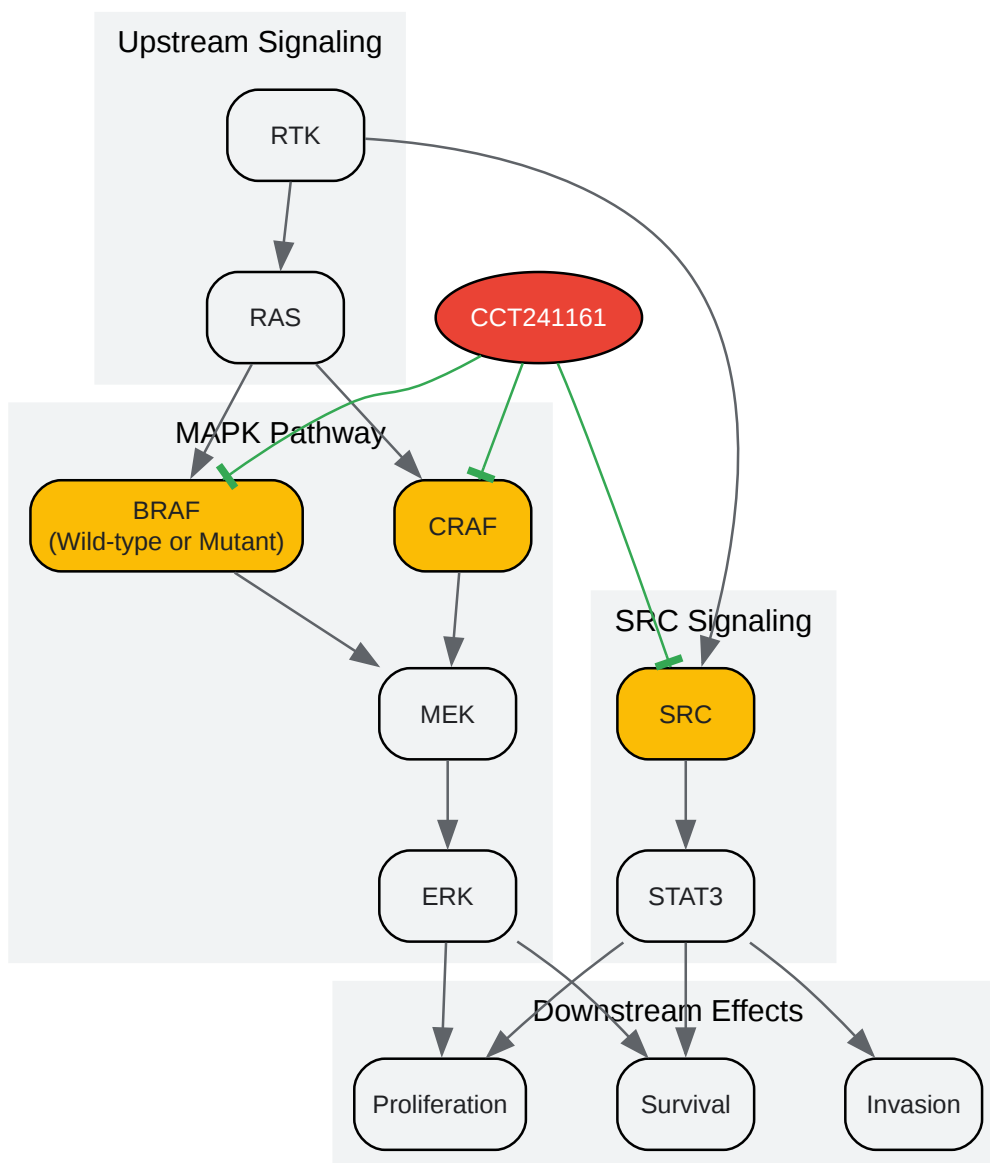 Upstream Signaling
RTK
RAS
CCT241161
MAPK Pathway
BRAF
(Wild-type or Mutant)
CRAF
SRC Signaling
MEK
SRC
ERK
STAT3
Downstream Effects
Proliferation
Survival
Invasion